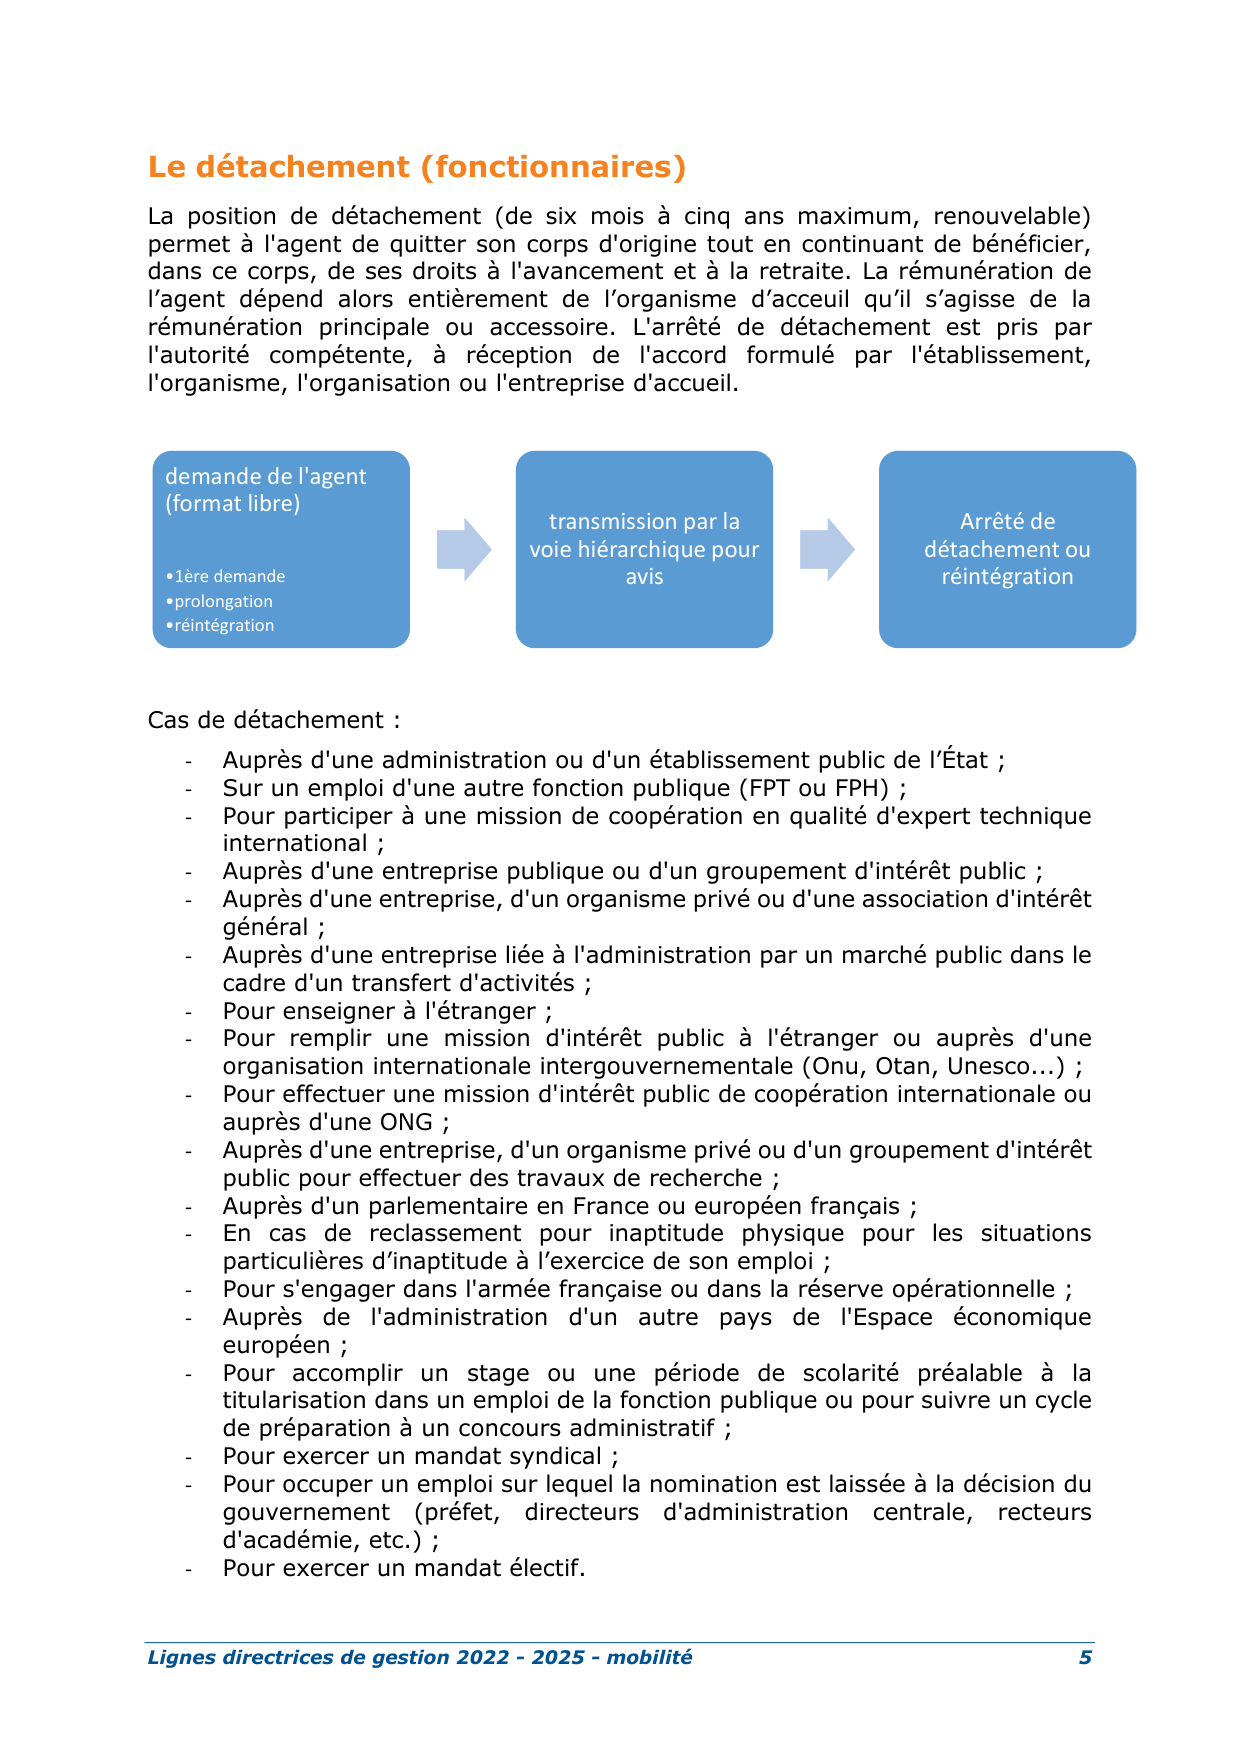 Le détachement (fonctionnaires)
La position de détachement (de six mois à cinq ans maximum, renouvelable)
permet à l'agent de quitter son corps d'origine tout en continuant de bénéficier,
dans ce corps, de ses droits à l'avancement et à la retraite. La rémunération de
l’agent dépend alors entièrement de l’organisme d’acceuil qu’il s’agisse de la
rémunération principale ou accessoire. L'arrêté de détachement est pris par
l'autorité compétente, à réception de l'accord formulé par l'établissement,
l'organisme, l'organisation ou l'entreprise d'accueil.
demande de l'agent
(format libre)
•1ère demande
•prolongation
•réintégration
transmission par la
voie hiérarchique pour
avis
Arrêté de
détachement ou
réintégration
Cas de détachement :
- Auprès d'une administration ou d'un établissement public de l’État ;
- Sur un emploi d'une autre fonction publique (FPT ou FPH) ;
- Pour participer à une mission de coopération en qualité d'expert technique
international ;
- Auprès d'une entreprise publique ou d'un groupement d'intérêt public ;
- Auprès d'une entreprise, d'un organisme privé ou d'une association d'intérêt
général ;
- Auprès d'une entreprise liée à l'administration par un marché public dans le
cadre d'un transfert d'activités ;
- Pour enseigner à l'étranger ;
- Pour remplir une mission d'intérêt public à l'étranger ou auprès d'une
organisation internationale intergouvernementale (Onu, Otan, Unesco...) ;
- Pour effectuer une mission d'intérêt public de coopération internationale ou
auprès d'une ONG ;
- Auprès d'une entreprise, d'un organisme privé ou d'un groupement d'intérêt
public pour effectuer des travaux de recherche ;
- Auprès d'un parlementaire en France ou européen français ;
- En cas de reclassement pour inaptitude physique pour les situations
particulières d’inaptitude à l’exercice de son emploi ;
- Pour s'engager dans l'armée française ou dans la réserve opérationnelle ;
- Auprès de l'administration d'un autre pays de l'Espace économique
européen ;
- Pour accomplir un stage ou une période de scolarité préalable à la
titularisation dans un emploi de la fonction publique ou pour suivre un cycle
de préparation à un concours administratif ;
- Pour exercer un mandat syndical ;
- Pour occuper un emploi sur lequel la nomination est laissée à la décision du
gouvernement (préfet, directeurs d'administration centrale, recteurs
d'académie, etc.) ;
- Pour exercer un mandat électif.
Lignes directrices de gestion 2022 - 2025 - mobilité 5